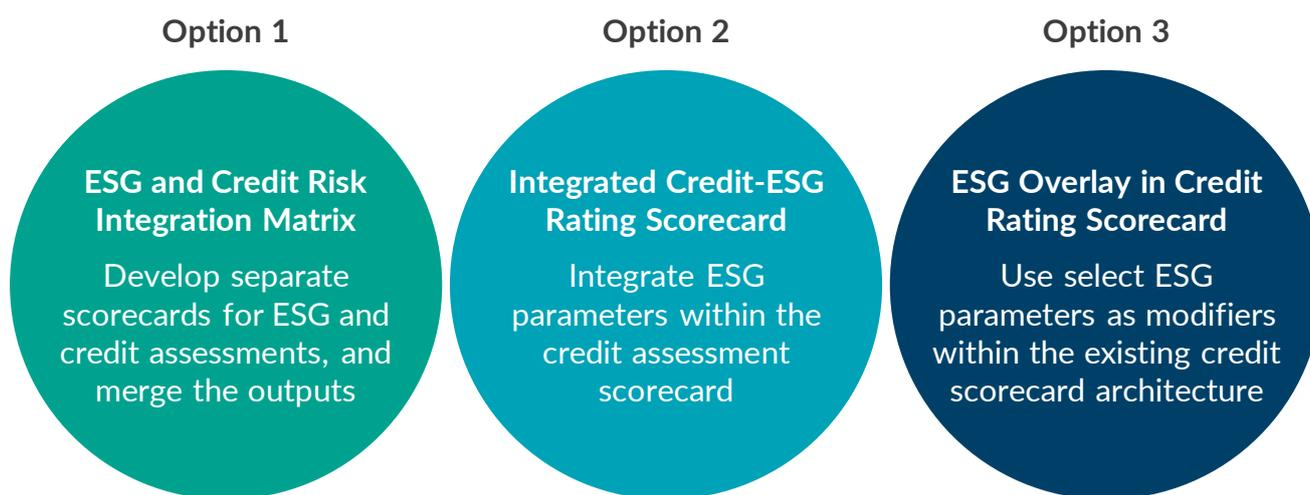 Option 1
ESG and Credit Risk
Integration Matrix
Develop separate
scorecards for ESG and
credit assessments, and
merge the outputs
Option 2
Integrated Credit-ESG
Rating Scorecard
Integrate ESG
parameters within the
credit assessment
scorecard
Option 3
ESG Overlay in Credit
Rating Scorecard
Use select ESG
parameters as modifiers
within the existing credit
scorecard architecture